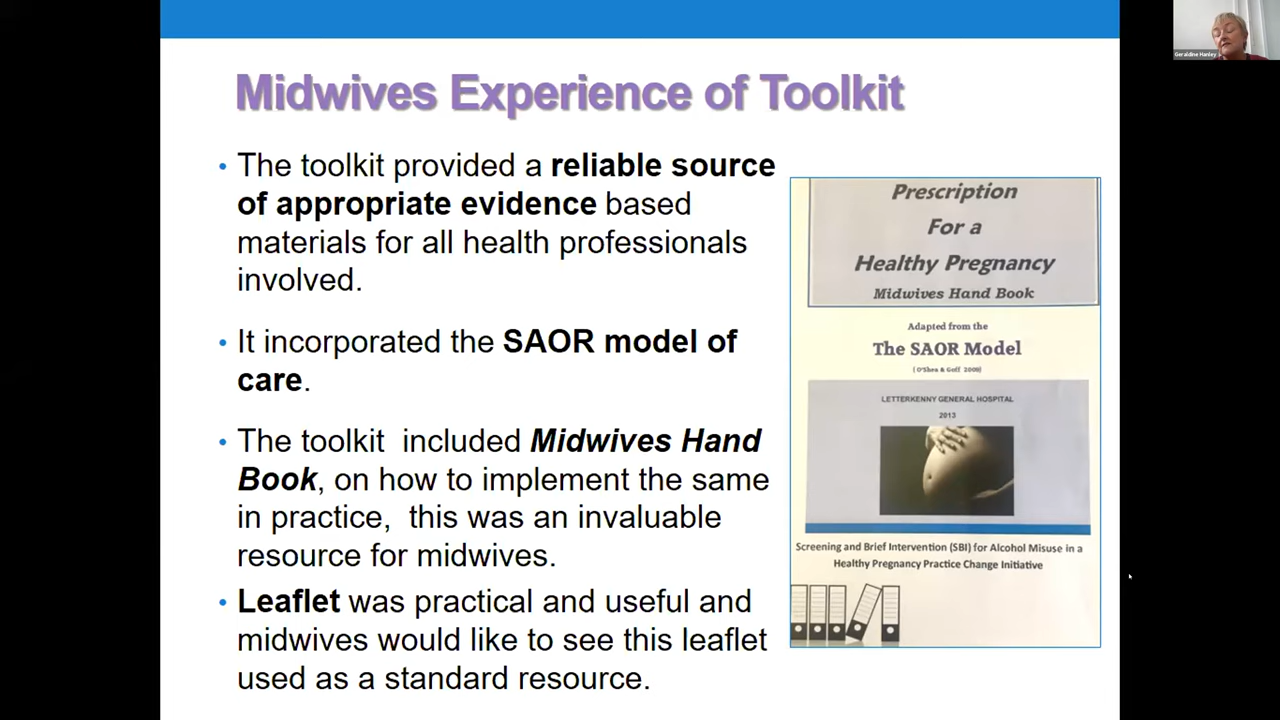 Geraldine Hanley
Midwives Experience of Toolkit
• The toolkit provided a reliable source
of appropriate evidence based
materials for all health professionals
involved.
• It incorporated the SAOR model of
care.
• The toolkit included Midwives Hand
Book, on how to implement the same
in practice, this was an invaluable
resource for midwives.
• Leaflet was practical and useful and
midwives would like to see this leaflet
used as a standard resource.
Prescription
For a
Healthy Pregnancy
Midwives Hand Book
Adapted from the
The SAOR Model
( O'Shea & Goff 2009)
LETTERKENNY GENERAL HOSPITAL
2013
Screening and Brief Intervention (SBI) for Alcohol Misuse in a
Healthy Pregnancy Practice Change Initiative